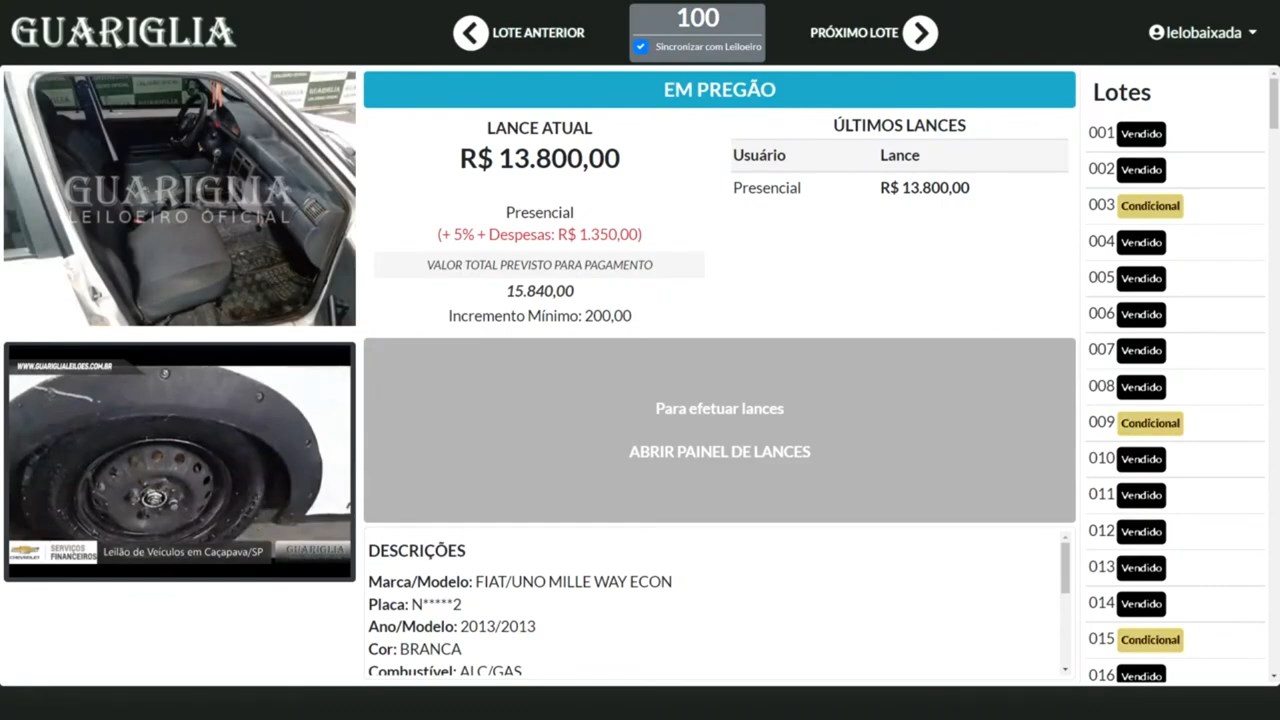 GUARIGLIA
LOTE ANTERIOR
100
Sincronizar com Leiloeiro
PRÓXIMO LOTE
lelobaixada
GUARIGLIA
LEILOEIRO OFICIAL
WWW.GUARIGLIALEILOES.COM.BR
CHEVROLET
SERVIÇOS
FINANCEIROS
Leilão de Veículos em Caçapava/SP
GUARIGLIA
EM PREGÃO
LANCE ATUAL
R$ 13.800,00
Presencial
(+ 5% + Despesas: R$ 1.350,00)
VALOR TOTAL PREVISTO PARA PAGAMENTO
15.840,00
Incremento Mínimo: 200,00
ÚLTIMOS LANCES
Usuário Lance
Presencial R$ 13.800,00
Para efetuar lances
ABRIR PAINEL DE LANCES
DESCRIÇÕES
Marca/Modelo: FIAT/UNO MILLE WAY ECON
Placa: N*****2
Ano/Modelo: 2013/2013
Cor: BRANCA
Combustível: ALC/GAS
Lotes
001 Vendido
002 Vendido
003 Condicional
004 Vendido
005 Vendido
006 Vendido
007 Vendido
008 Vendido
009 Condicional
010 Vendido
011 Vendido
012 Vendido
013 Vendido
014 Vendido
015 Condicional
016 Vendido